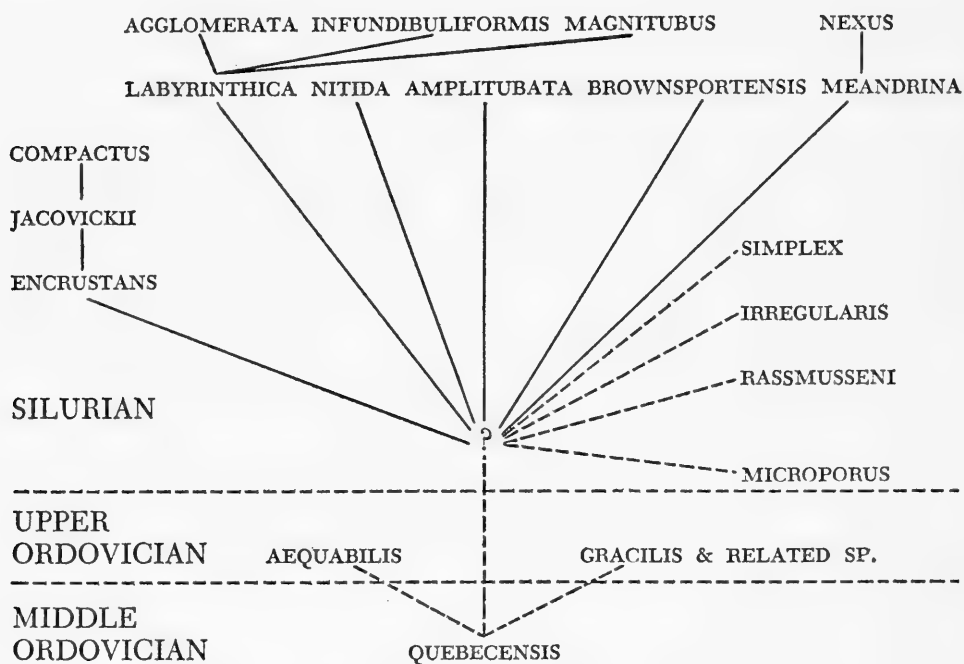 AGGLOMERATA INFUNDIBULIFORMIS MAGNITUBUS NEXUS
LABYRINTHICA NITIDA AMPLITUBATA BROWNSPORTENSIS MEANDRINA
COMPACTUS
JACOVICKII
SIMPLEX
ENCRUSTANS
IRREGULARIS
RASSMUSSENI
SILURIAN
?
MICROPORUS
UPPER
ORDOVICIAN
AEQUABILIS GRACILIS & RELATED SP.
MIDDLE
ORDOVICIAN
QUEBECENSIS